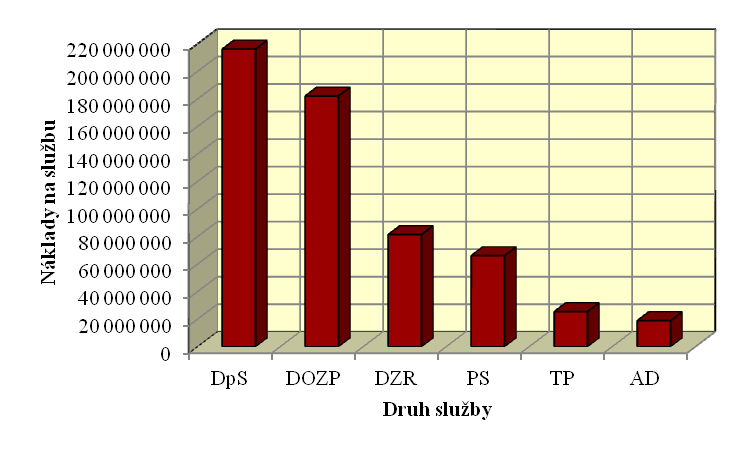 Náklady na službu
220 000 000
200 000 000
180 000 000
160 000 000
140 000 000
120 000 000
100 000 000
80 000 000
60 000 000
40 000 000
20 000 000
0
DpS DOZP DZR PS TP AD
Druh služby